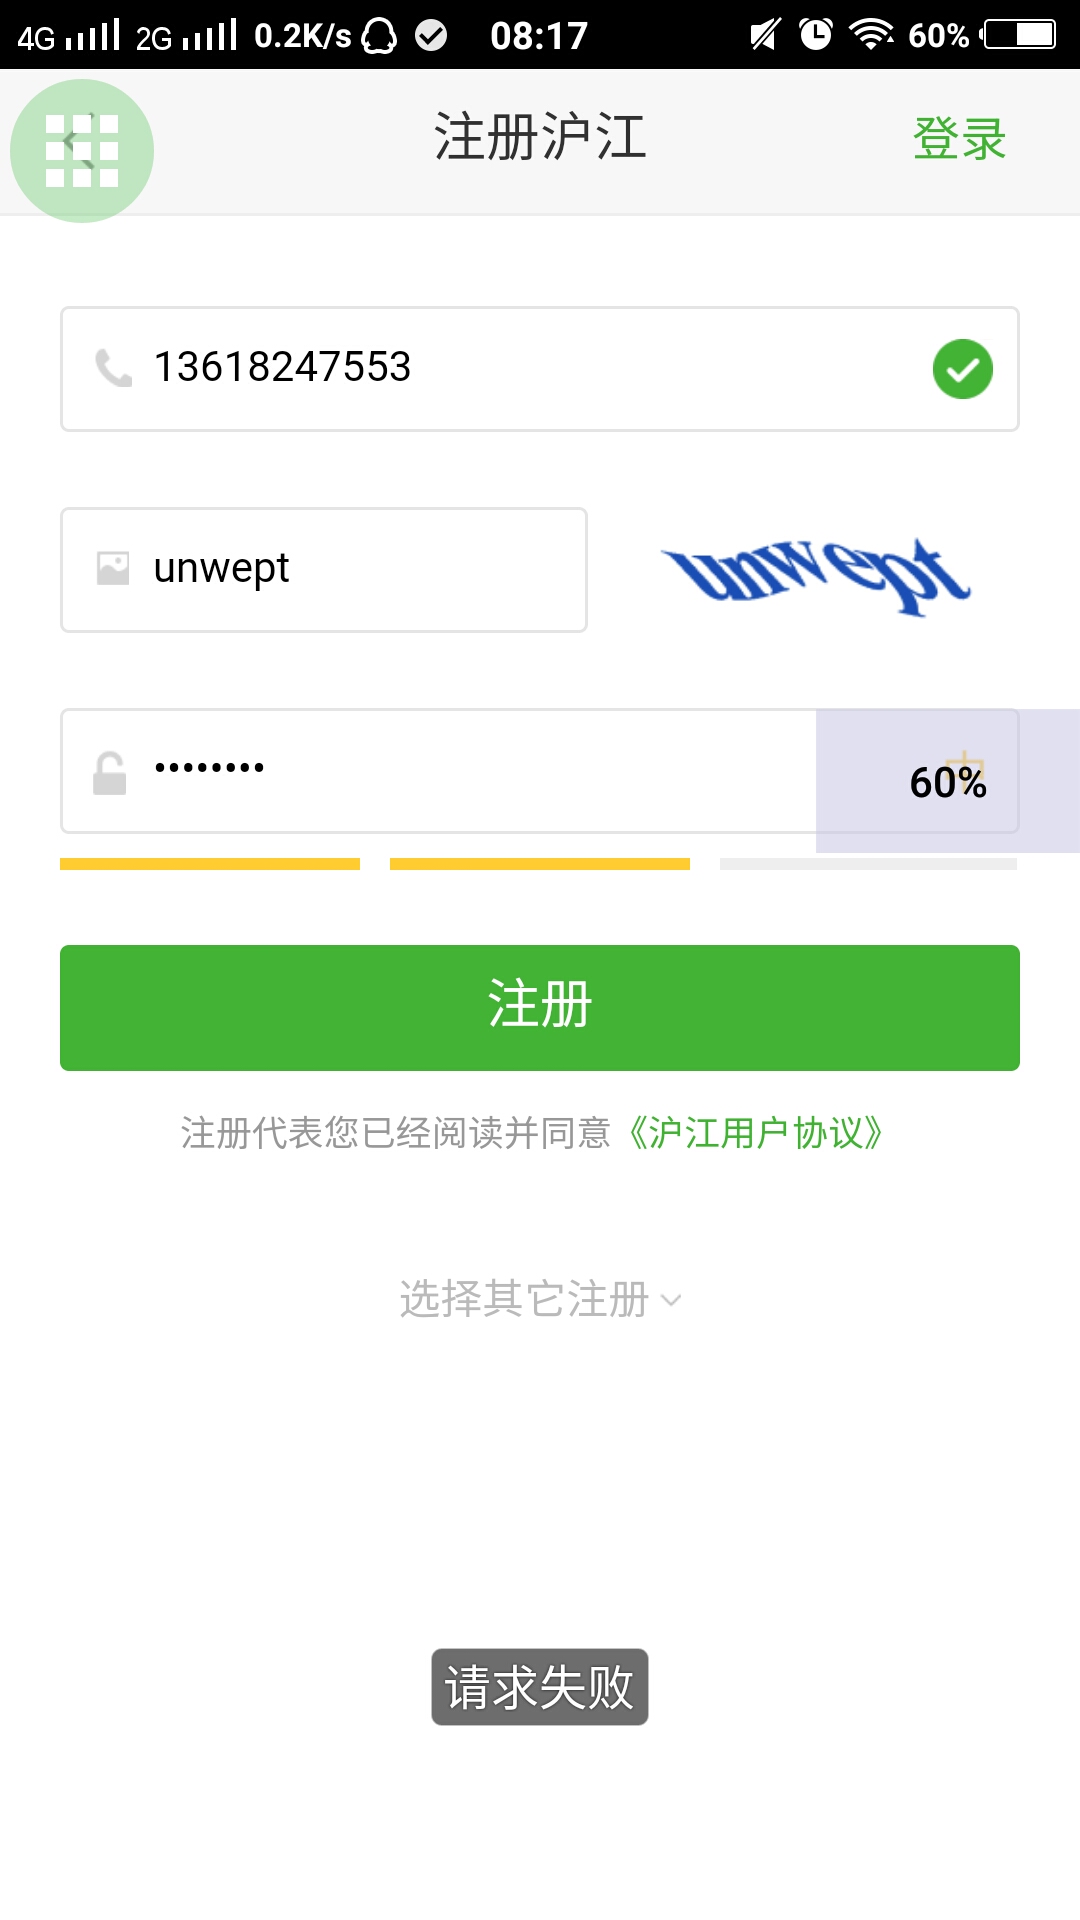 4G 2G 0.2K/s 08:17 60%
注册沪江
登录
13618247553
unwept
unwept
••••••••
中
60%
注册
注册代表您已经阅读并同意《沪江用户协议》
选择其它注册
请求失败